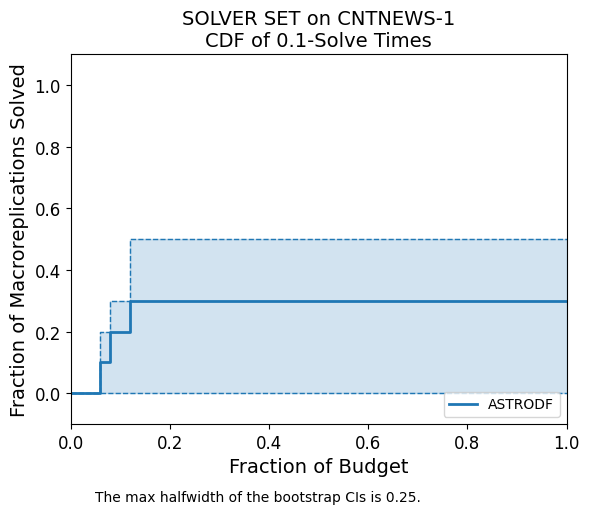 SOLVER SET on CNTNEWS-1
CDF of 0.1-Solve Times
Fraction of Macroreplications Solved
1.0
0.8
0.6
0.4
0.2
0.0
ASTRODF
0.0 0.2 0.4 0.6 0.8 1.0
Fraction of Budget
The max halfwidth of the bootstrap CIs is 0.25.